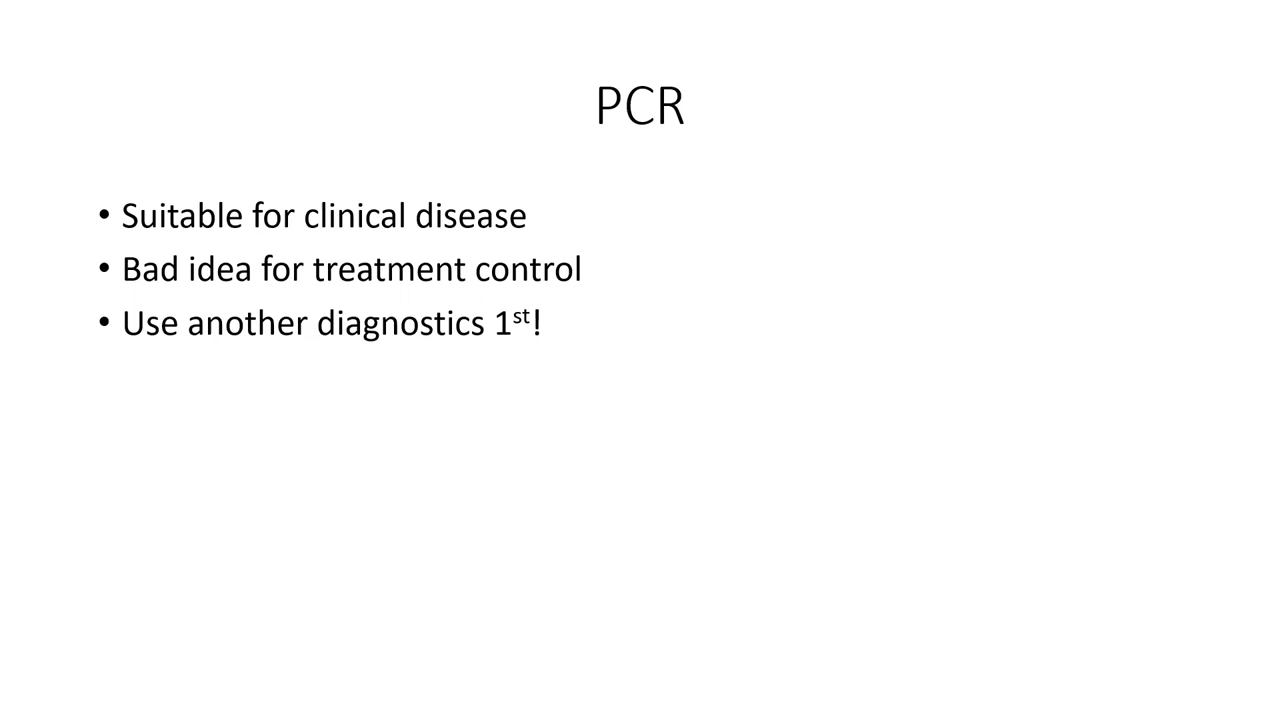 PCR
• Suitable for clinical disease
• Bad idea for treatment control
• Use another diagnostics 1st!